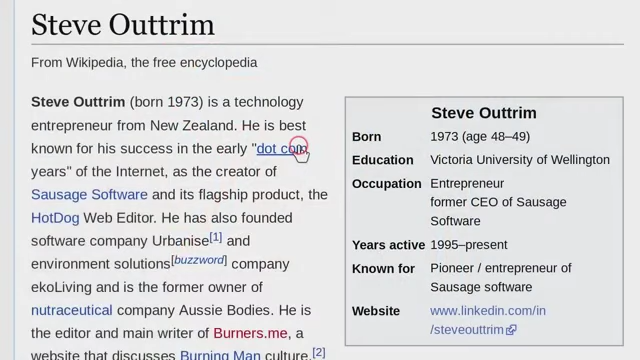 Steve Outtrim
From Wikipedia, the free encyclopedia
Steve Outtrim (born 1973) is a technology
entrepreneur from New Zealand. He is best
known for his success in the early "dot com
years" of the Internet, as the creator of
Sausage Software and its flagship product, the
HotDog Web Editor. He has also founded
software company Urbanise[1] and
environment solutions[buzzword] company
ekoLiving and is the former owner of
nutraceutical company Aussie Bodies. He is
the editor and main writer of Burners.me, a
website that discusses Burning Man culture.[2]
Steve Outtrim
Born 1973 (age 48–49)
Education Victoria University of Wellington
Occupation Entrepreneur
former CEO of Sausage
Software
Years active 1995–present
Known for Pioneer / entrepreneur of
Sausage software
Website www.linkedin.com/in
/steveouttrim